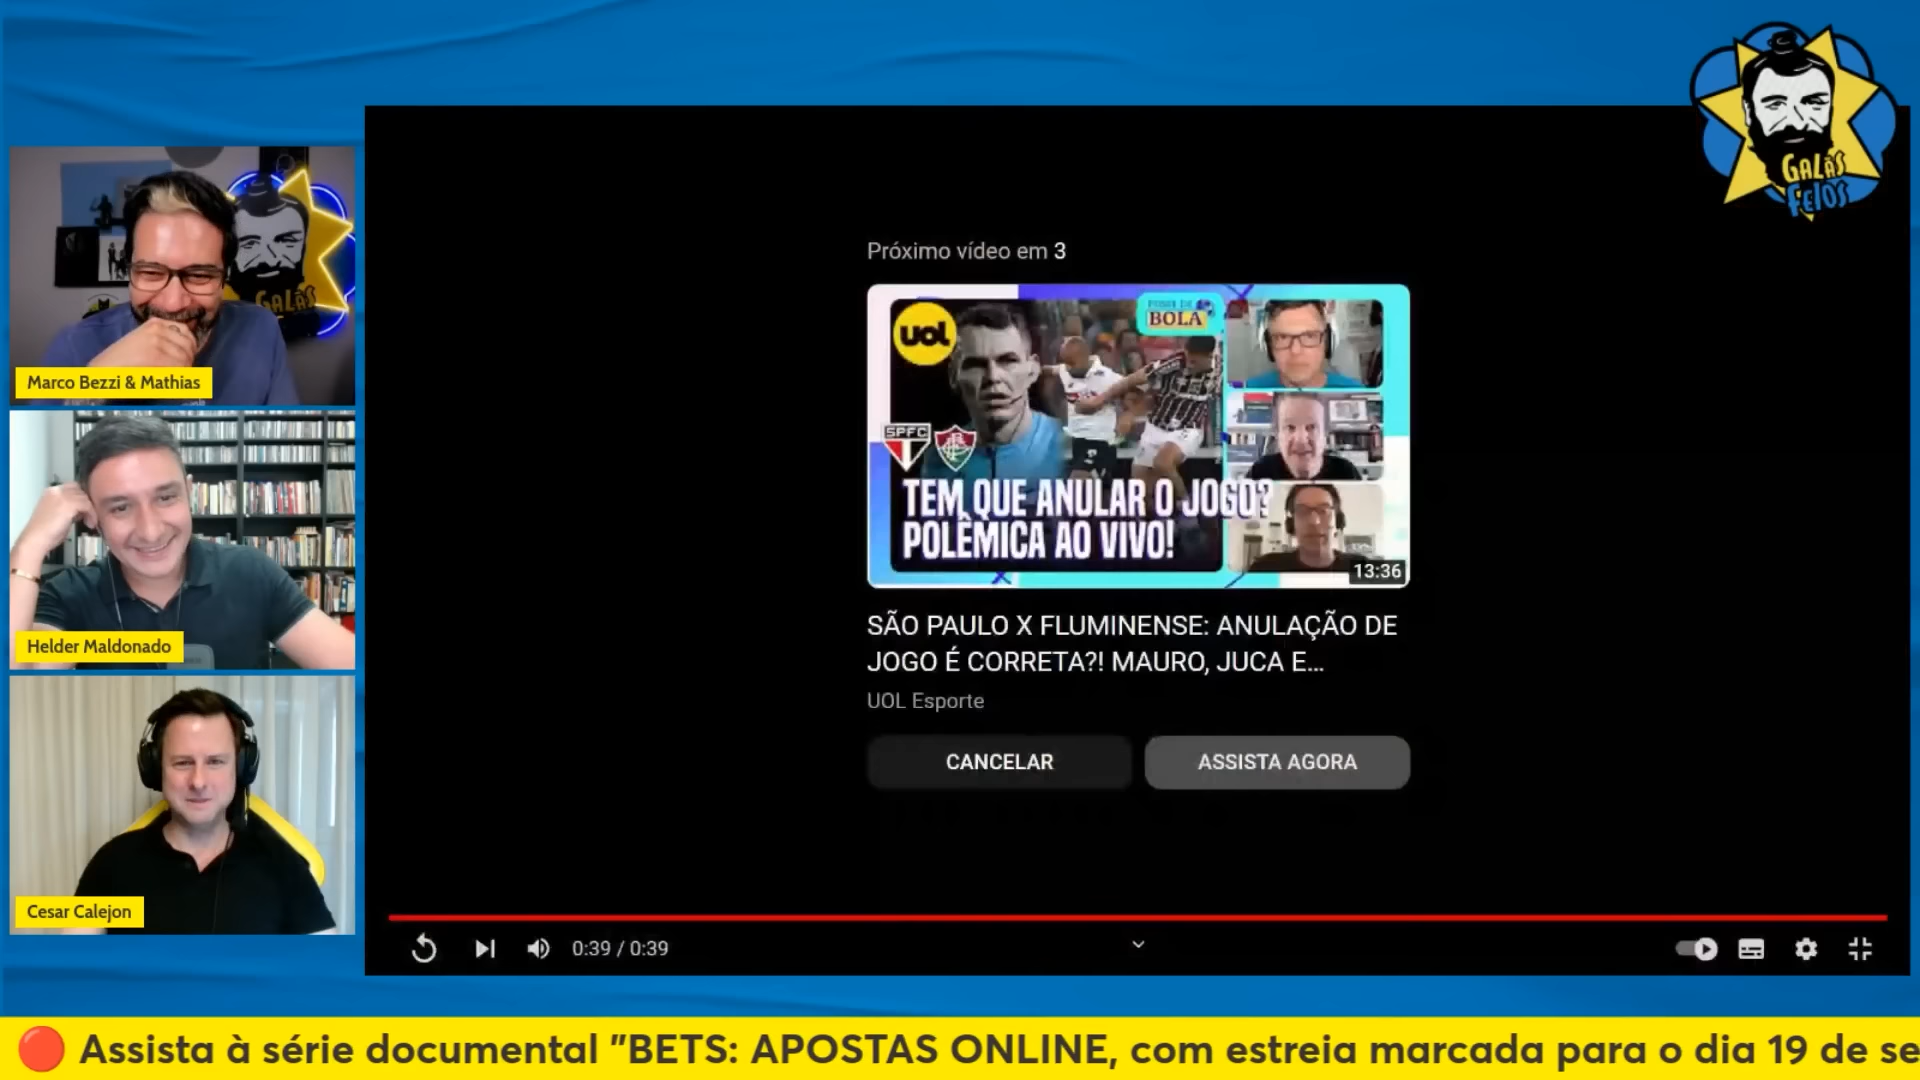 GALÃS
FEIOS
GALÃS
Marco Bezzi & Mathias
Helder Maldonado
Cesar Calejon
Próximo vídeo em 3
uol
POSSE DE
BOLA
SPFC
TEM QUE ANULAR O JOGO?
POLÊMICA AO VIVO!
13:36
SÃO PAULO X FLUMINENSE: ANULAÇÃO DE
JOGO É CORRETA?! MAURO, JUCA E...
UOL Esporte
CANCELAR
ASSISTA AGORA
0:39 / 0:39
Assista à série documental "BETS: APOSTAS ONLINE, com estreia marcada para o dia 19 de se